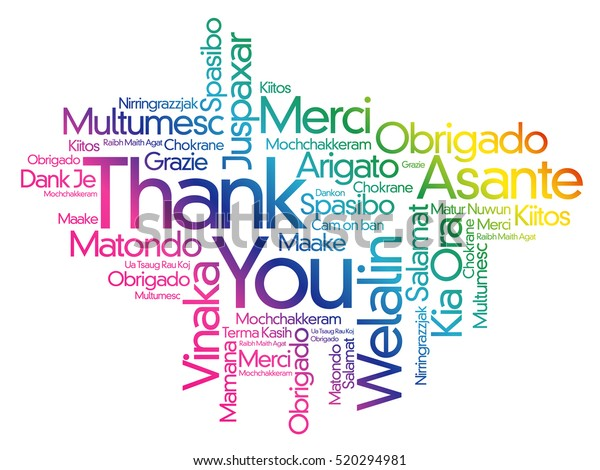 Spasibo
Juspaxar
Nirringrazzjak
Kiitos
Multumesc
Merci
Kiitos
Raibh Maith Agat
Chokrane
Mochchakkeram
Obrigado
Obrigado
Grazie
Arigato
Grazie
Dank Je
Mochchakkeram
Thank
Dankon
Chokrane
Asante
Spasibo
Matur Nuwun
Kiitos
Maake
Cam on ban
Merci
Raibh Maith Agat
Matondo
Maake
Salamat
Kia Ora
Chokrane
Multumesc
Ua Tsaug Rau Koj
You
Obrigado
Multumesc
Vinaka
Welalin
Nirringrazzjak
Mochchakkeram
Terma Kasih
Ua Tsaug Rau Koj
Raibh Maith Agat
Obrigado
Mamana
Merci
Mochchakkeram
Obrigado
Matondo
Salamat
shutterstock
shutterstock
www.shutterstock.com · 520294981